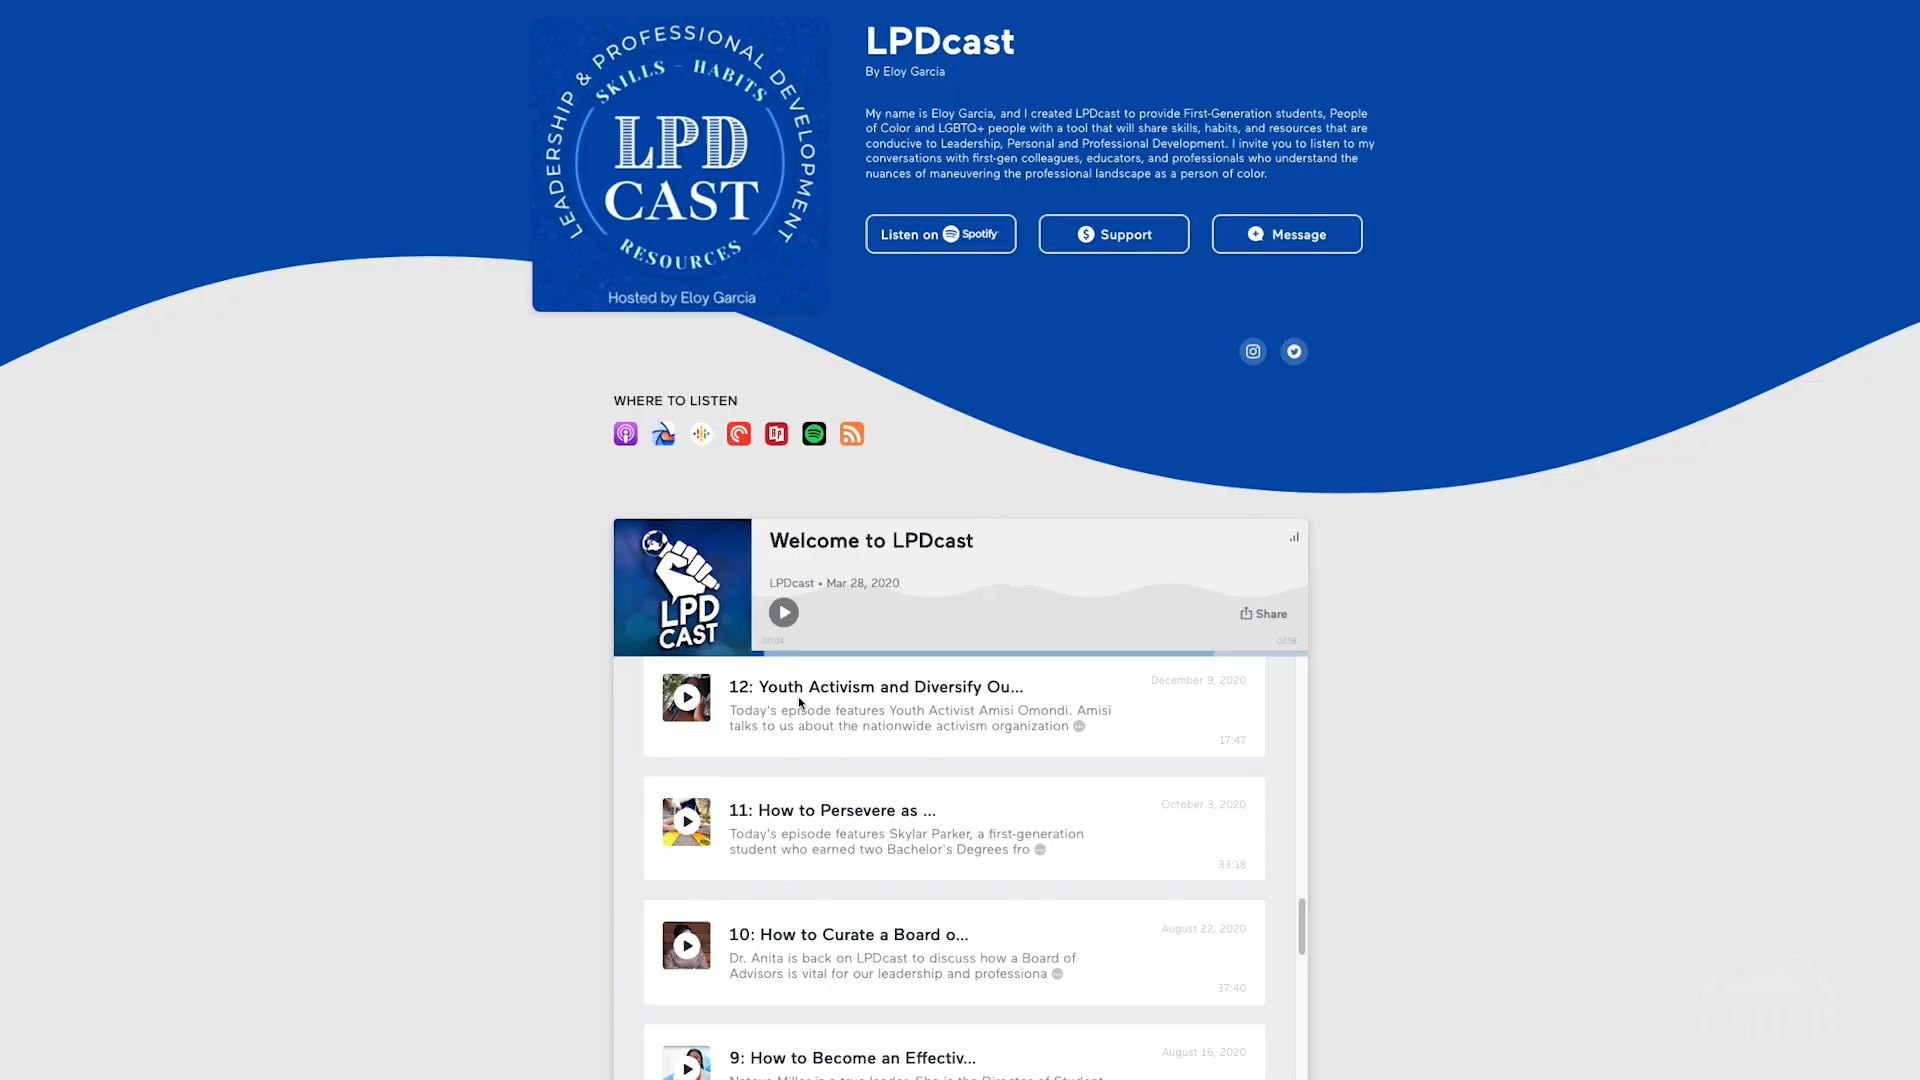 LEADERSHIP & PROFESSIONAL DEVELOPMENT
SKILLS - HABITS
LPD
CAST
RESOURCES
Hosted by Eloy Garcia
LPDcast
By Eloy Garcia
My name is Eloy Garcia, and I created LPDcast to provide First-Generation students, People
of Color and LGBTQ+ people with a tool that will share skills, habits, and resources that are
conducive to Leadership, Personal and Professional Development. I invite you to listen to my
conversations with first-gen colleagues, educators, and professionals who understand the
nuances of maneuvering the professional landscape as a person of color.
Listen on Spotify
Support
Message
WHERE TO LISTEN
LPD
CAST
Welcome to LPDcast
LPDcast • Mar 28, 2020
Share
00:04
02:58
12: Youth Activism and Diversify Ou...
December 9, 2020
Today's episode features Youth Activist Amisi Omondi. Amisi
talks to us about the nationwide activism organization
17:47
11: How to Persevere as ...
October 3, 2020
Today's episode features Skylar Parker, a first-generation
student who earned two Bachelor's Degrees fro
33:18
10: How to Curate a Board o...
August 22, 2020
Dr. Anita is back on LPDcast to discuss how a Board of
Advisors is vital for our leadership and professiona
37:40
9: How to Become an Effectiv...
August 16, 2020